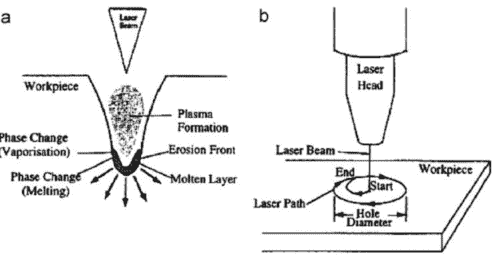 a
Laser
Beam
Workpiece
Plasma
Formation
Phase Change
(Vaporisation)
Erosion Front
Phase Change
(Melting)
Molten Layer
b
Laser
Head
Laser Beam
Workpiece
End
Start
Laser Path
Hole
Diameter